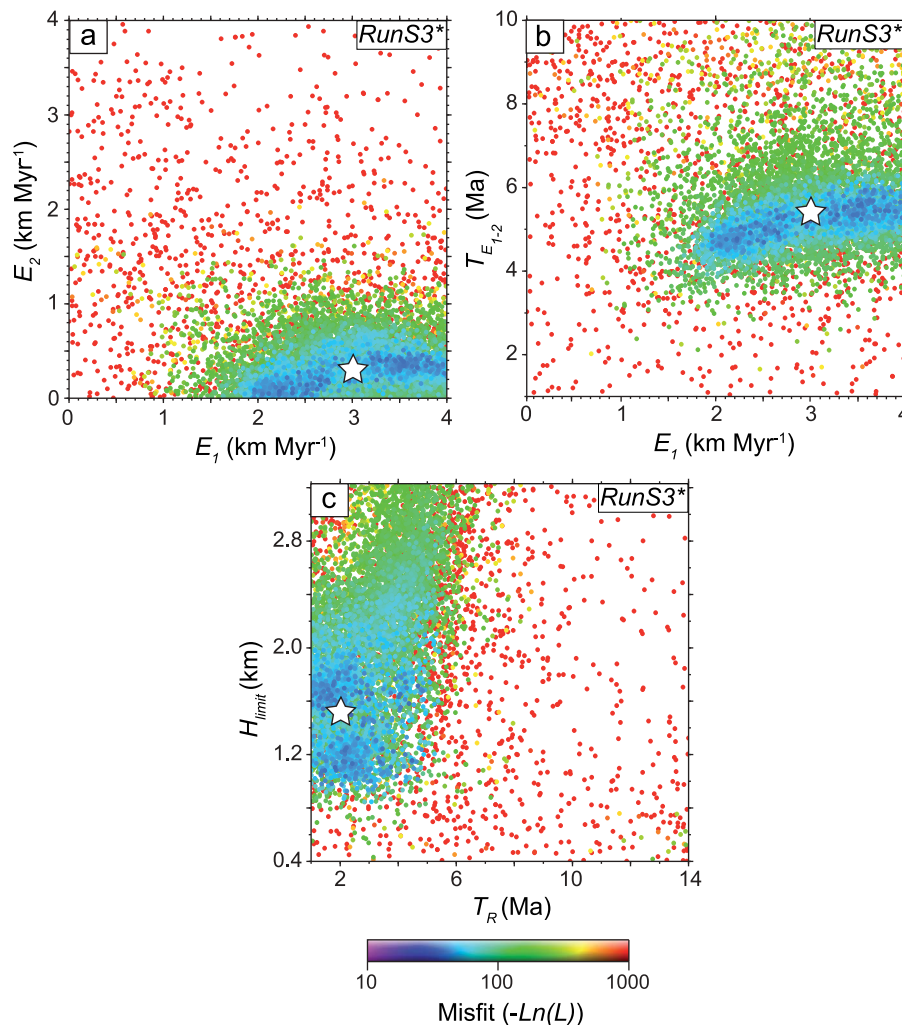 a
RunS3*
4
3
2
1
0
E2 (km Myr-1)
0 1 2 3 4
E1 (km Myr-1)
b
RunS3*
10
8
6
4
2
TE1-2 (Ma)
0 1 2 3 4
E1 (km Myr-1)
c
RunS3*
2.8
2.0
1.2
0.4
Hlimit (km)
2 6 10 14
TR (Ma)
10 100 1000
Misfit (-Ln(L))